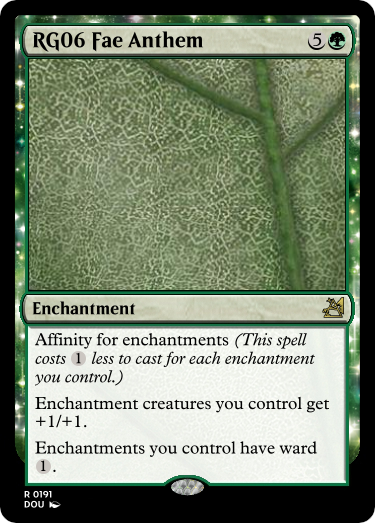 RG06 Fae Anthem 5
Enchantment
Affinity for enchantments (This spell
costs 1 less to cast for each enchantment
you control.)
Enchantment creatures you control get
+1/+1.
Enchantments you control have ward
1.
R 0191
DOU